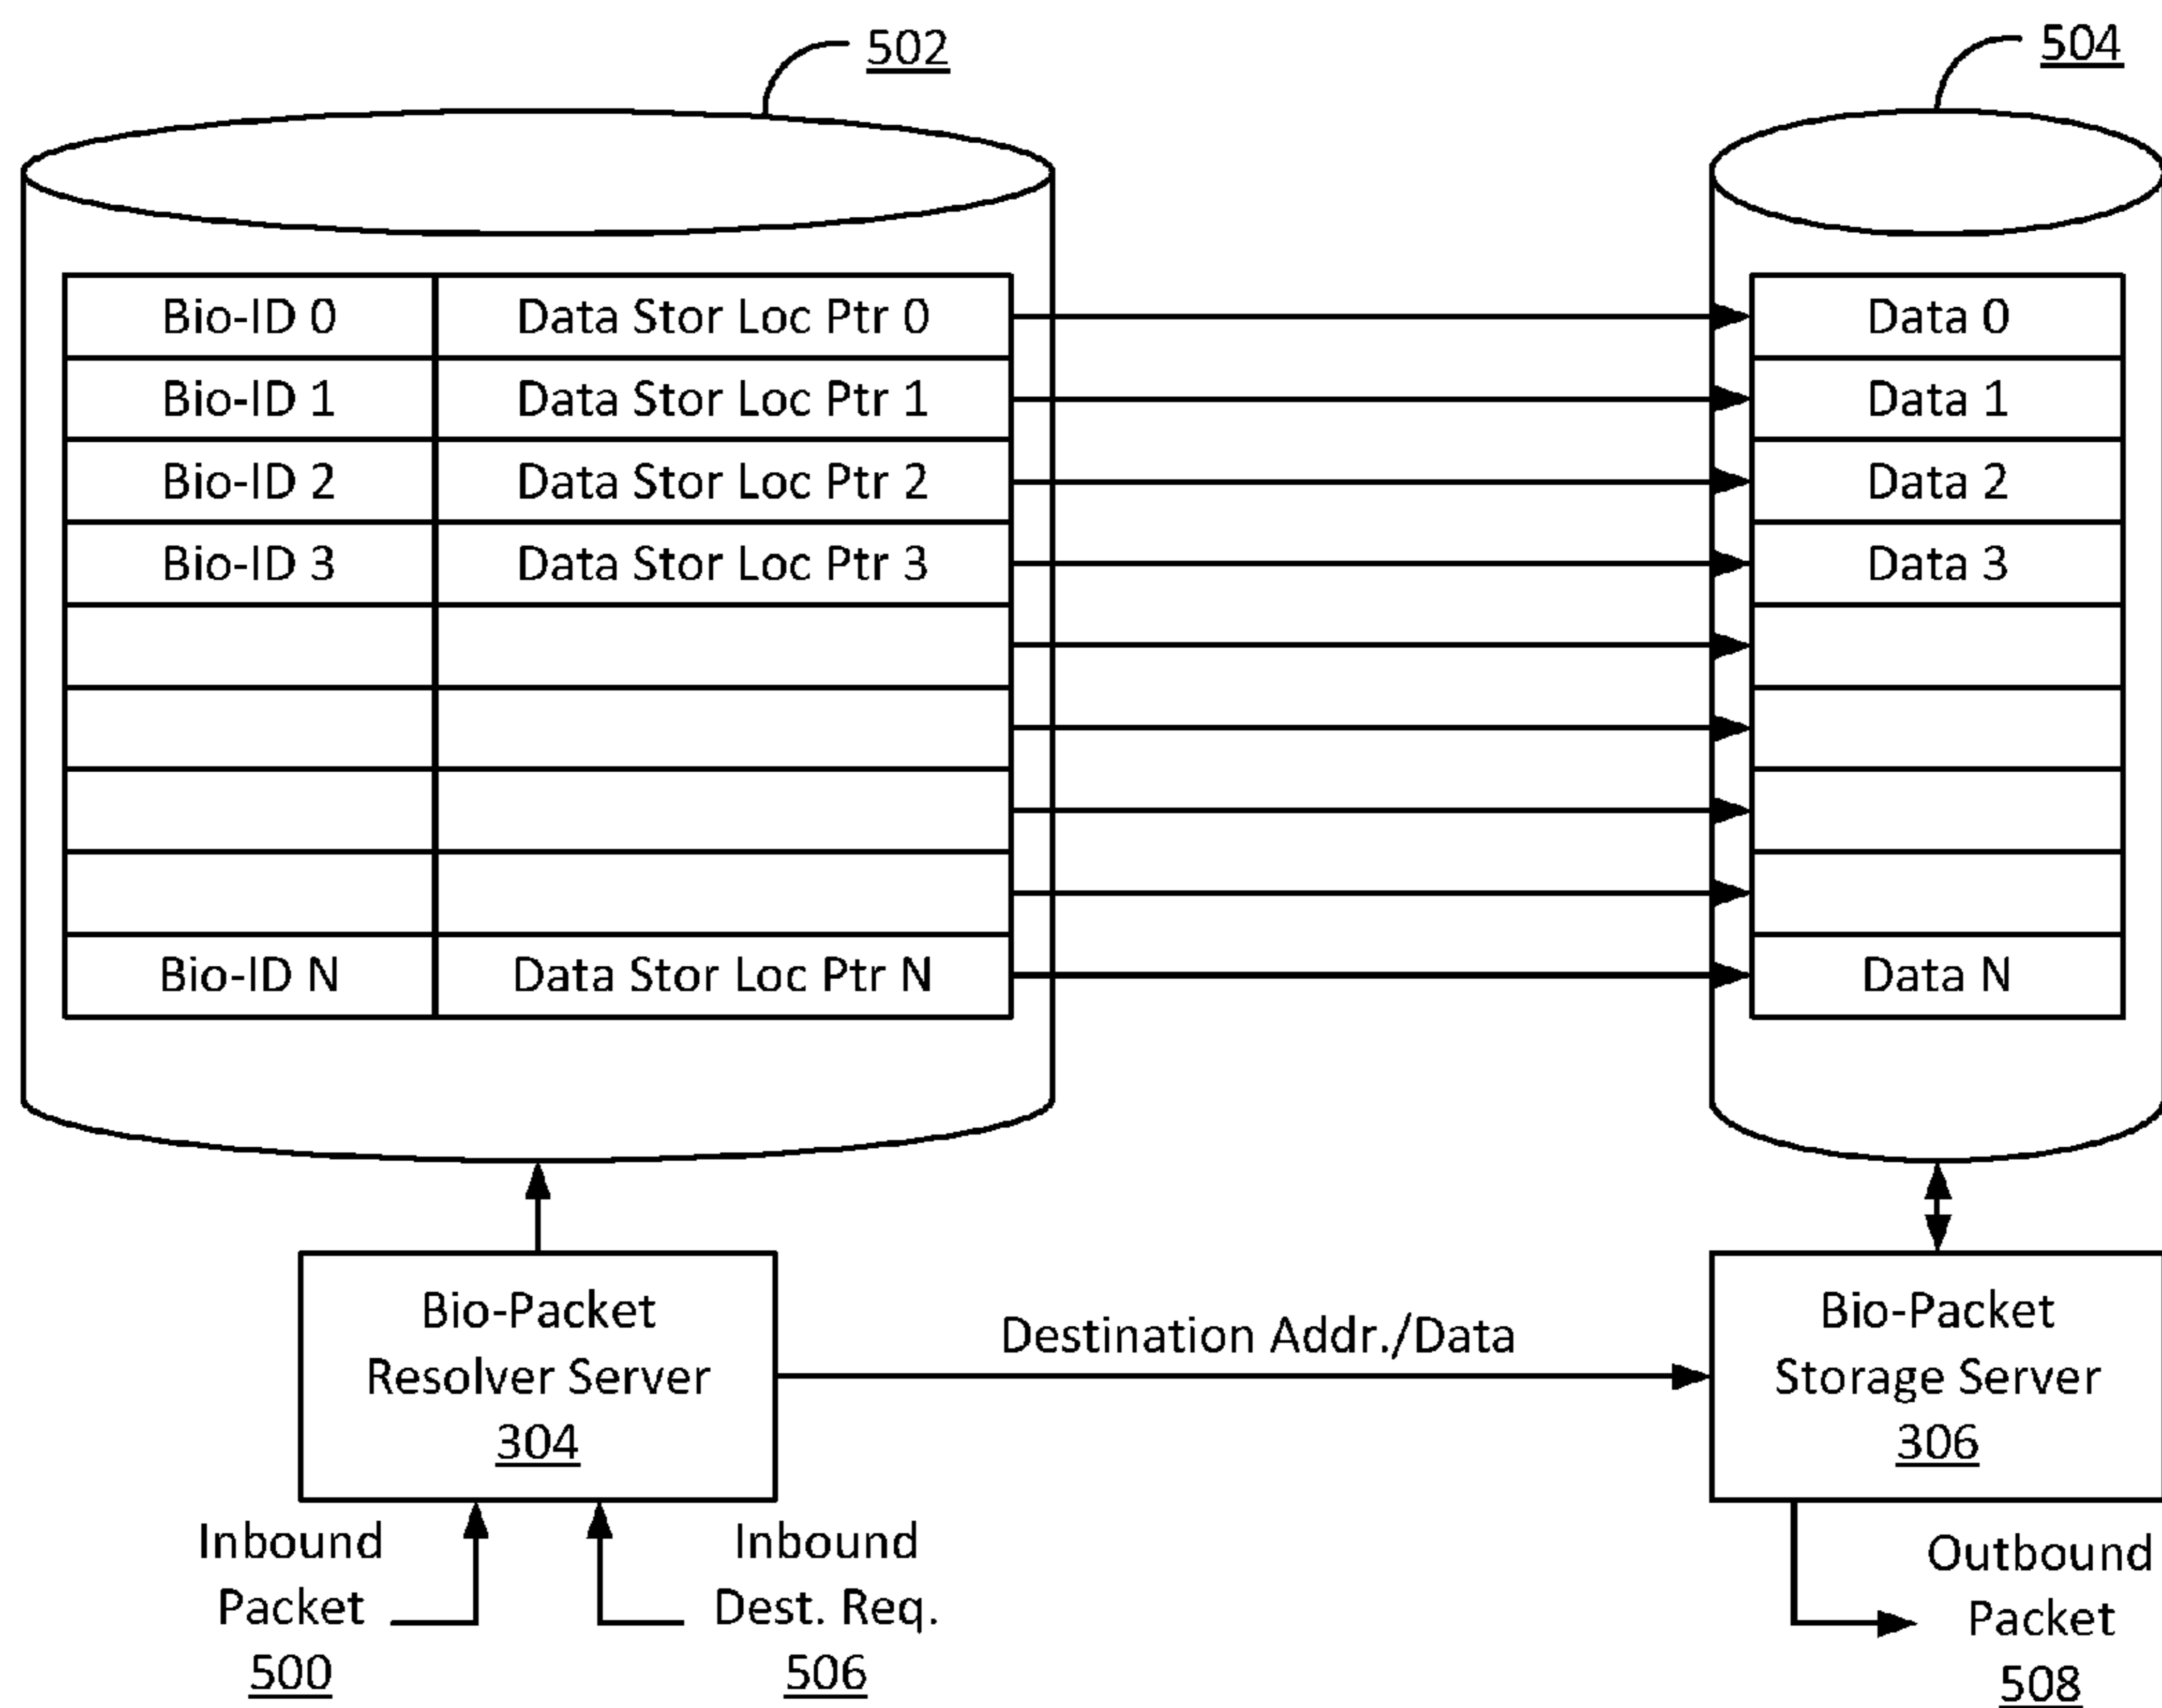 502
504
Bio-ID 0 Data Stor Loc Ptr 0 Data 0
Bio-ID 1 Data Stor Loc Ptr 1 Data 1
Bio-ID 2 Data Stor Loc Ptr 2 Data 2
Bio-ID 3 Data Stor Loc Ptr 3 Data 3
Bio-ID N Data Stor Loc Ptr N Data N
Bio-Packet
Resolver Server
304
Destination Addr./Data
Bio-Packet
Storage Server
306
Inbound
Packet
500
Inbound
Dest. Req.
506
Outbound
Packet
508